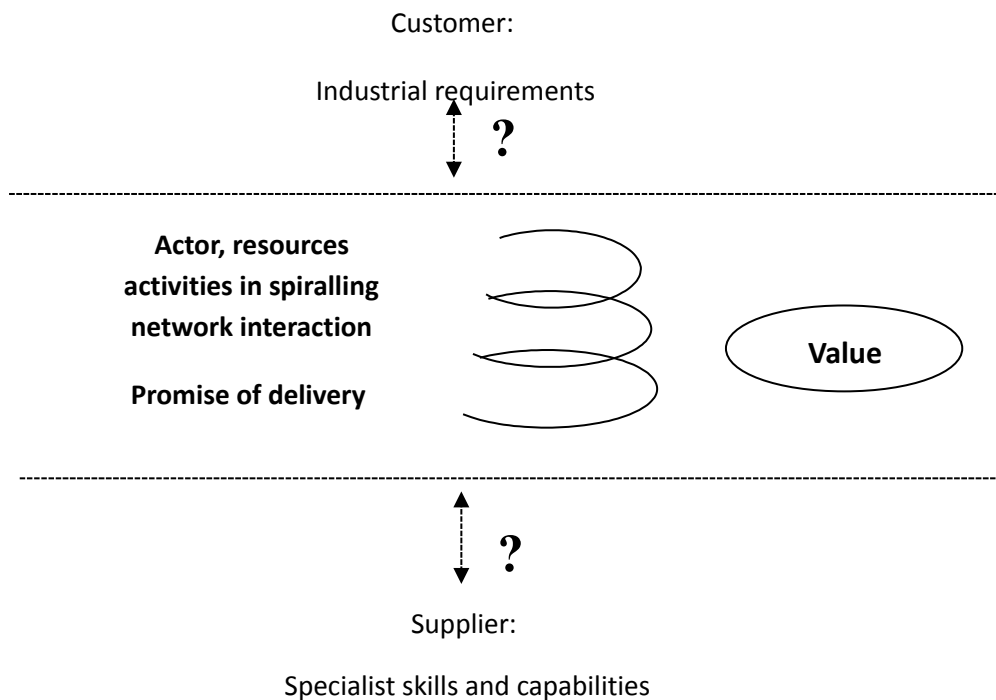 Customer:
Industrial requirements
?
Actor, resources
activities in spiralling
network interaction
Promise of delivery
Value
?
Supplier:
Specialist skills and capabilities